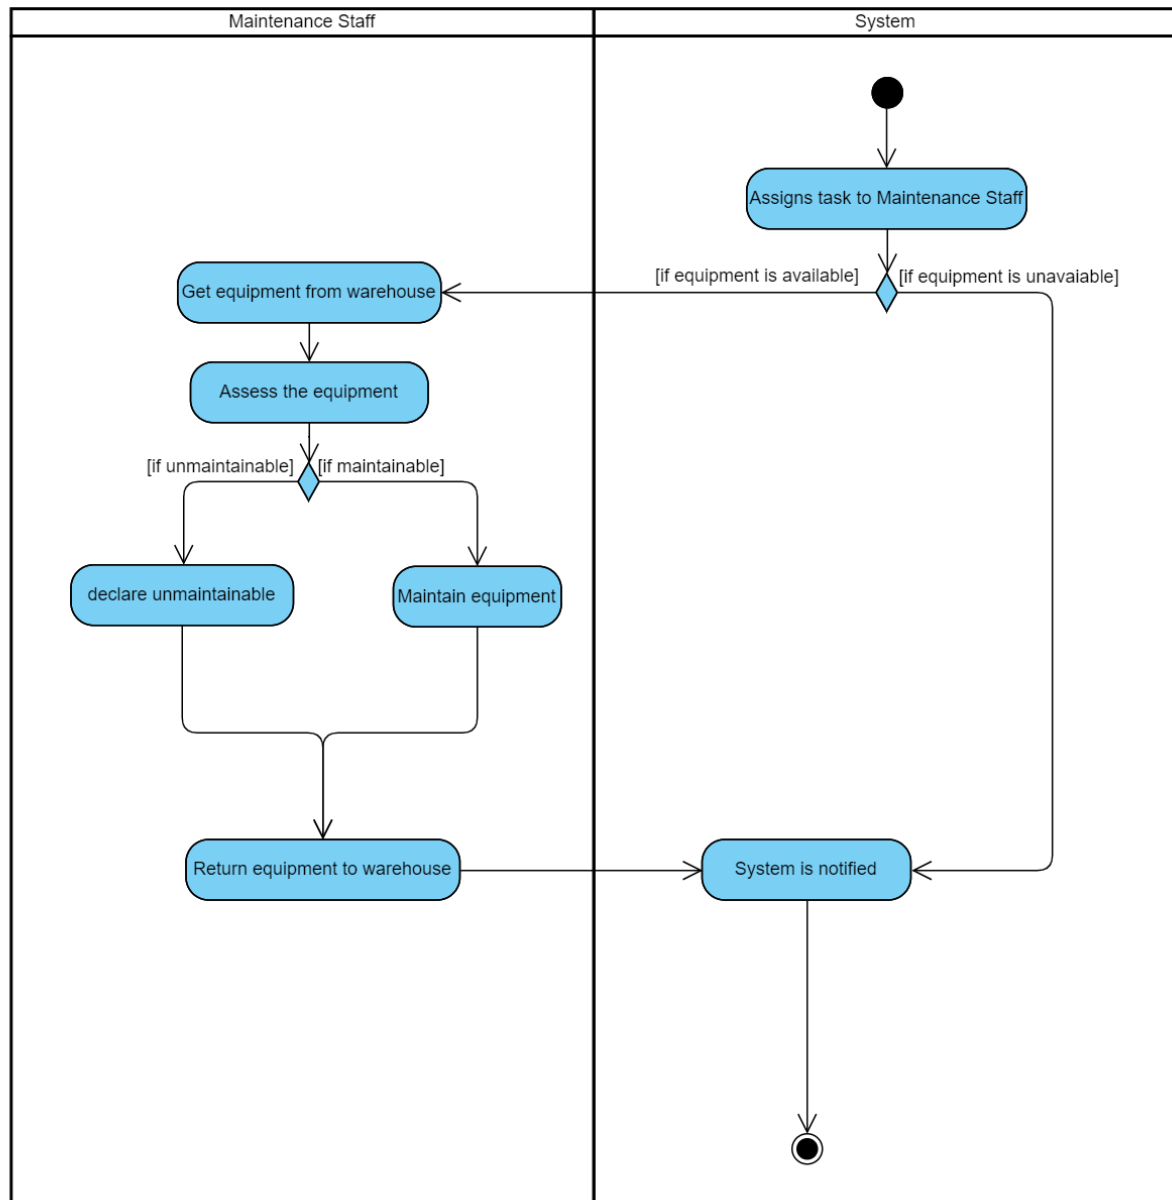 Maintenance Staff
System
Assigns task to Maintenance Staff
[if equipment is available]
[if equipment is unavaiable]
Get equipment from warehouse
Assess the equipment
[if unmaintainable]
[if maintainable]
declare unmaintainable
Maintain equipment
Return equipment to warehouse
System is notified